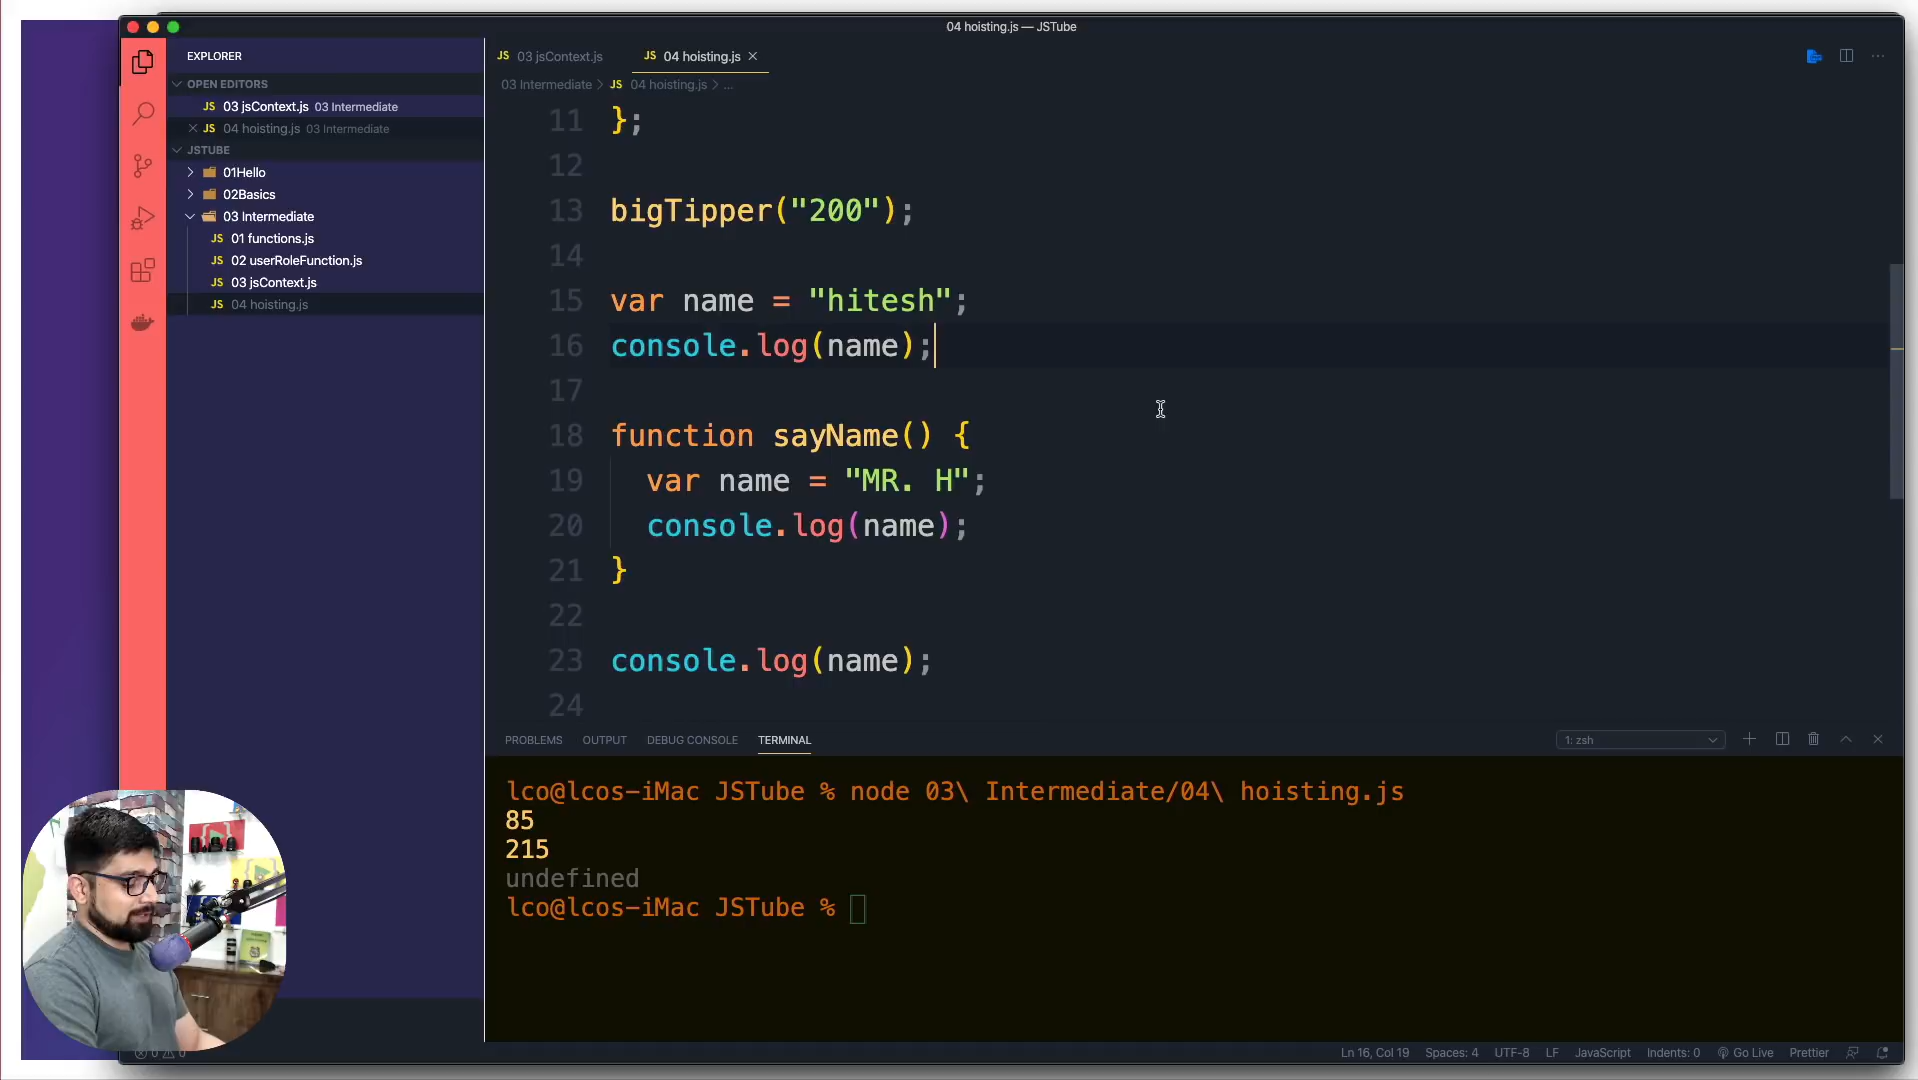 04 hoisting.js — JSTube
EXPLORER
OPEN EDITORS
JS 03 jsContext.js 03 Intermediate
JS 04 hoisting.js 03 Intermediate
JSTUBE
01Hello
02Basics
03 Intermediate
JS 01 functions.js
JS 02 userRoleFunction.js
JS 03 jsContext.js
JS 04 hoisting.js
JS 03 jsContext.js
JS 04 hoisting.js
03 Intermediate > JS 04 hoisting.js > ...
11 };
12
13 bigTipper("200");
14
15 var name = "hitesh";
16 console.log(name);
17
18 function sayName() {
19 var name = "MR. H";
20 console.log(name);
21 }
22
23 console.log(name);
24
PROBLEMS OUTPUT DEBUG CONSOLE TERMINAL
1: zsh
lco@lcos-iMac JSTube % node 03\ Intermediate/04\ hoisting.js
85
215
undefined
lco@lcos-iMac JSTube %
0 0
Ln 16, Col 19 Spaces: 4 UTF-8 LF JavaScript Indents: 0 Go Live Prettier